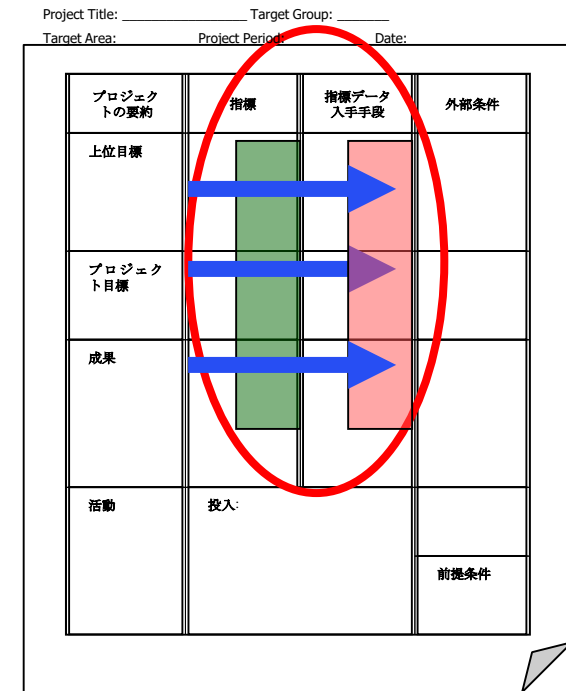 Project Title: __________________ Target Group: ________
Target Area: Project Period: Date:
プロジェク
トの要約
指標
指標データ
入手手段
外部条件
上位目標
プロジェク
ト目標
成果
活動
投入:
前提条件